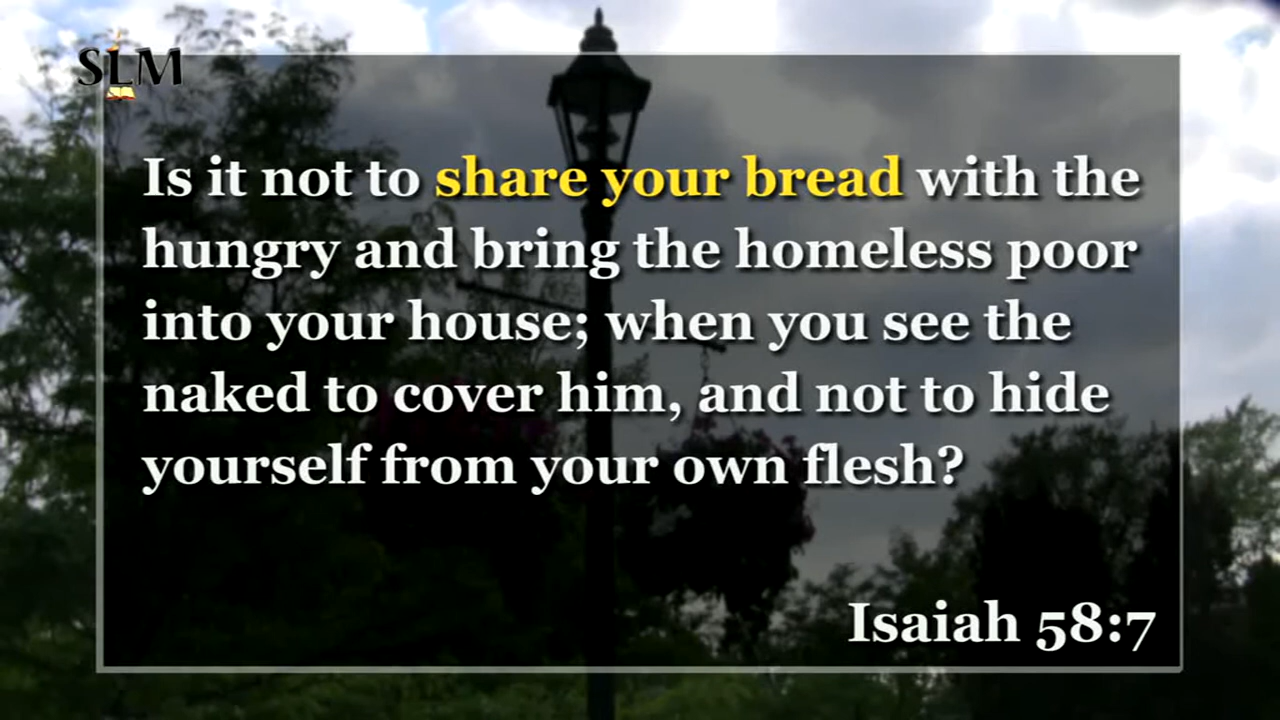 SLM
Is it not to share your bread with the
hungry and bring the homeless poor
into your house; when you see the
naked to cover him, and not to hide
yourself from your own flesh?
Isaiah 58:7